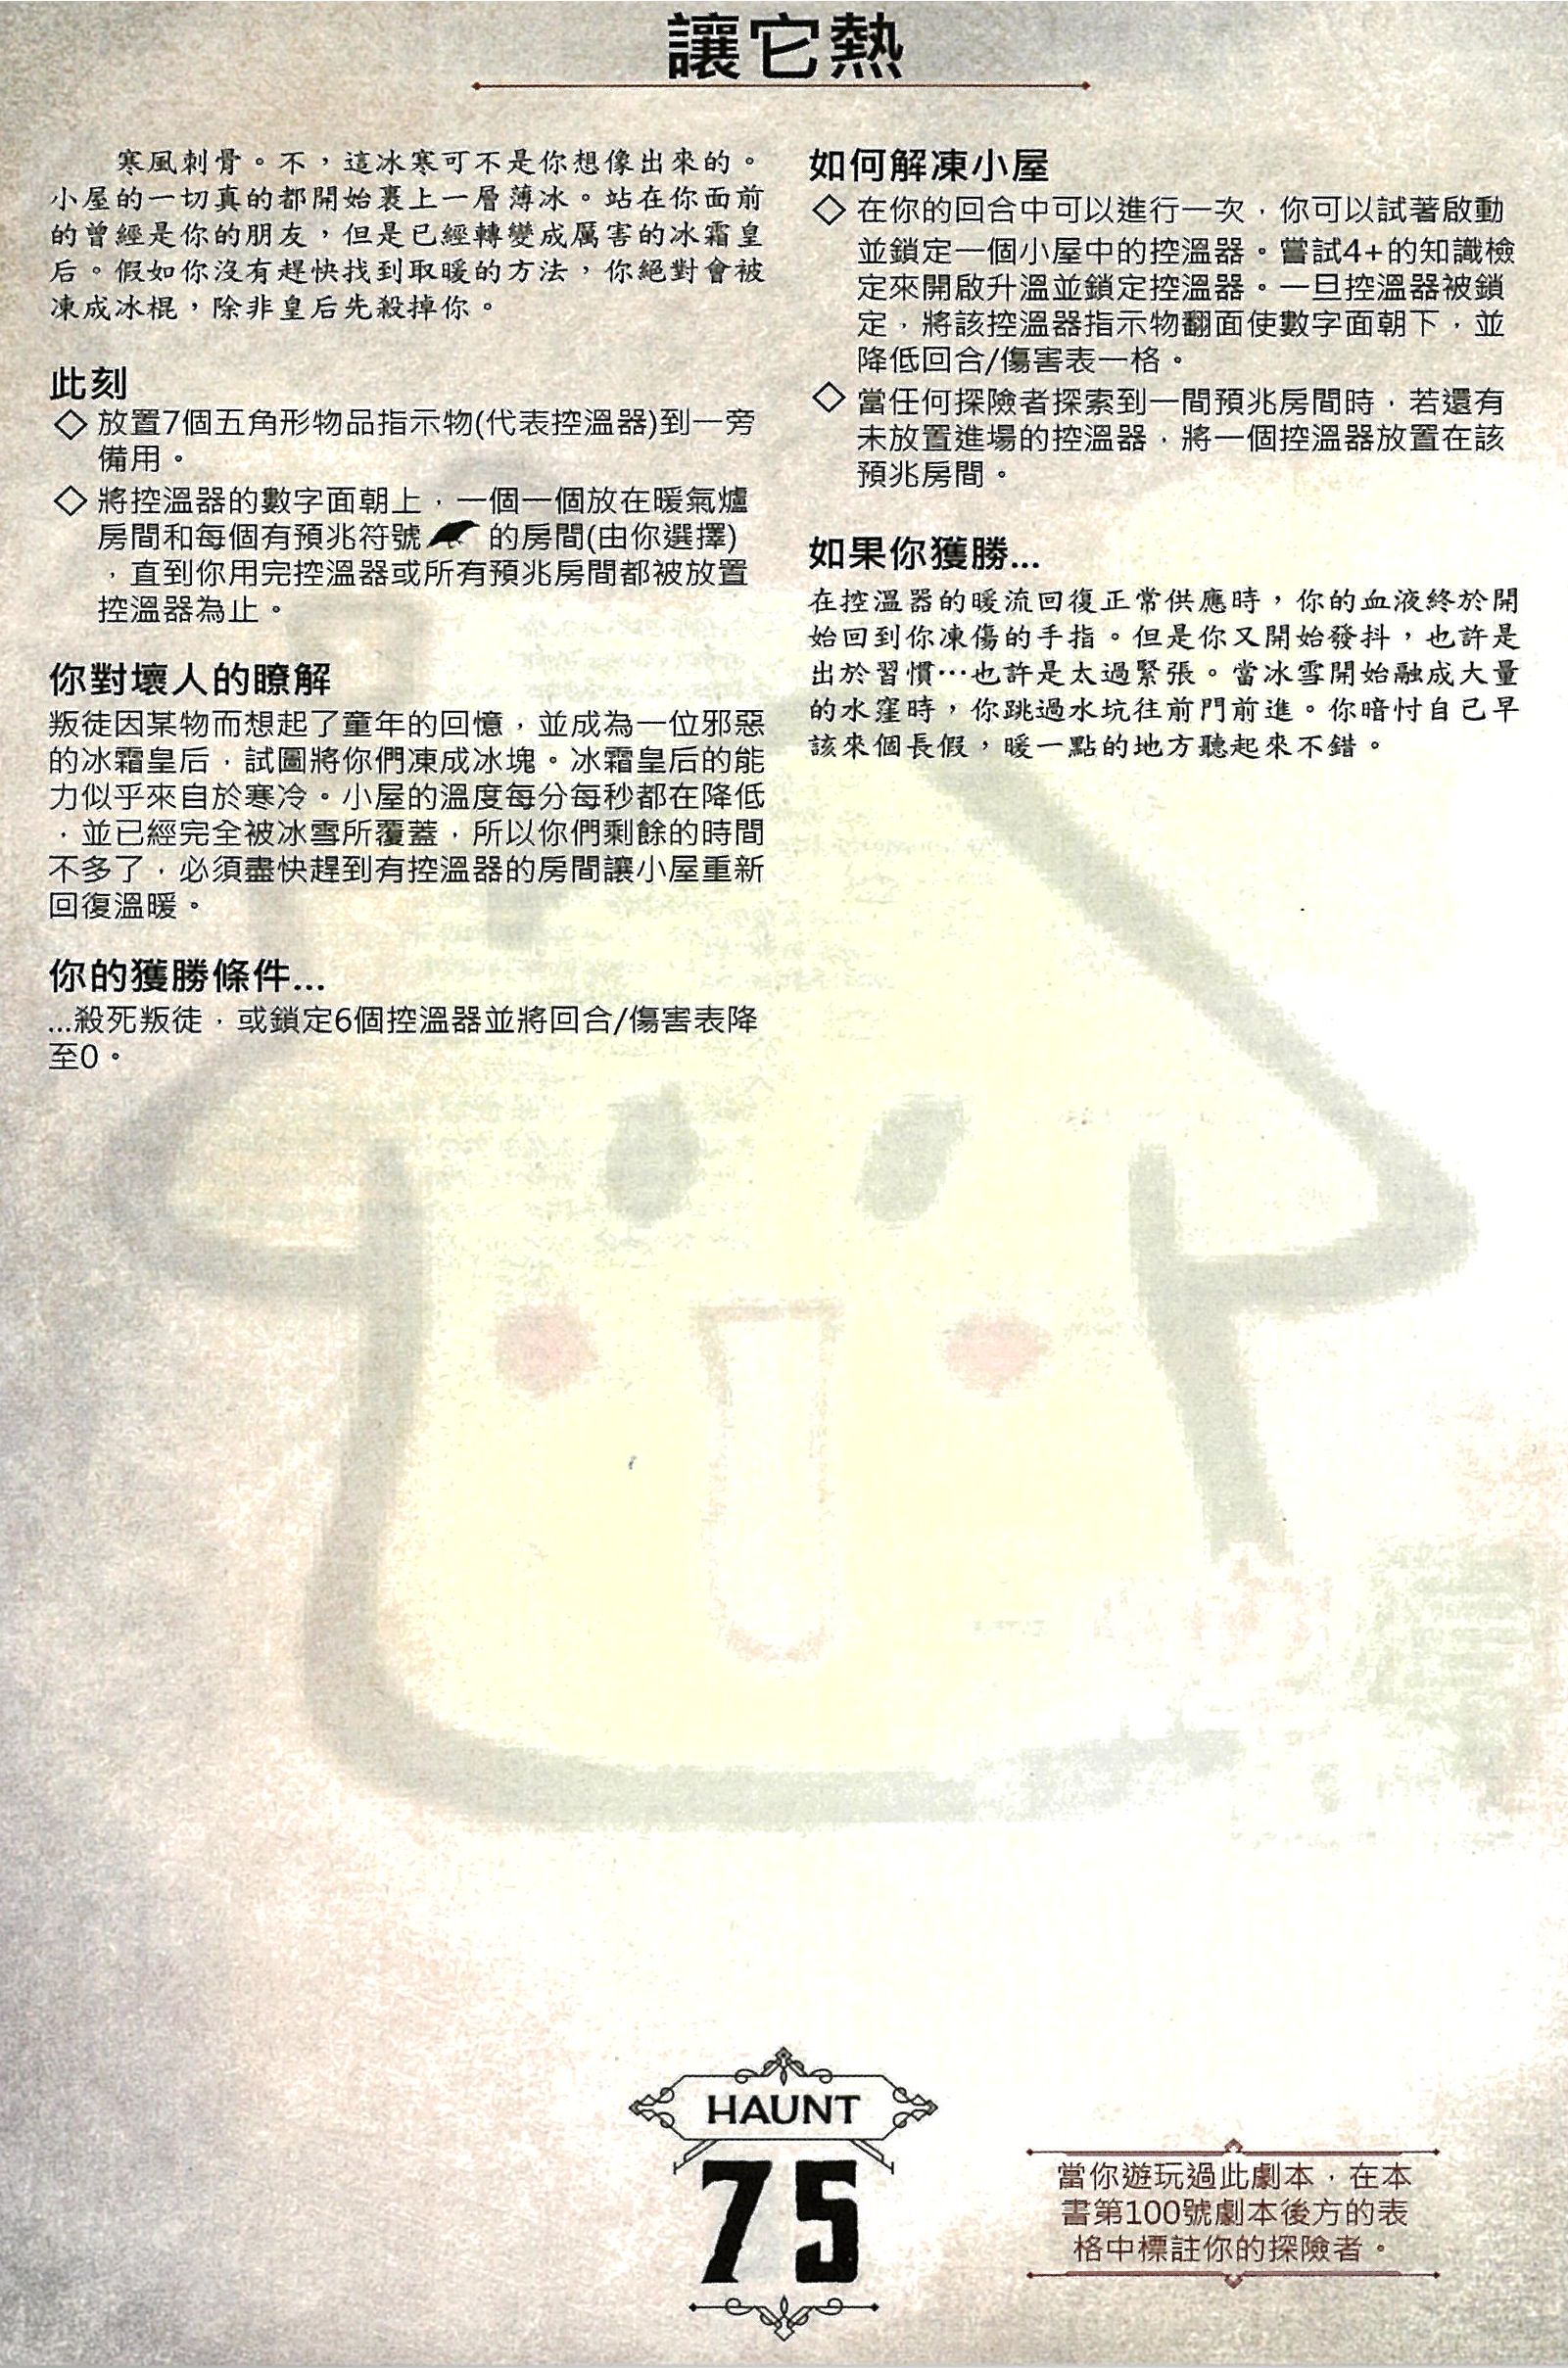 讓它熱
寒風刺骨。不，這冰寒可不是你想像出來的。
小屋的一切真的都開始裹上一層薄冰。站在你面前
的曾經是你的朋友，但是已經轉變成厲害的冰霜皇
后。假如你沒有趕快找到取暖的方法，你絕對會被
凍成冰棍，除非皇后先殺掉你。
此刻
◇ 放置7個五角形物品指示物(代表控溫器)到一旁
備用。
◇ 將控溫器的數字面朝上，一個一個放在暖氣爐
房間和每個有預兆符號 的房間(由你選擇)
，直到你用完控溫器或所有預兆房間都被放置
控溫器為止。
你對壞人的瞭解
叛徒因某物而想起了童年的回憶，並成為一位邪惡
的冰霜皇后，試圖將你們凍成冰塊。冰霜皇后的能
力似乎來自於寒冷。小屋的溫度每分每秒都在降低
，並已經完全被冰雪所覆蓋，所以你們剩餘的時間
不多了，必須盡快趕到有控溫器的房間讓小屋重新
回復溫暖。
你的獲勝條件...
...殺死叛徒，或鎖定6個控溫器並將回合/傷害表降
至0。
如何解凍小屋
◇ 在你的回合中可以進行一次，你可以試著啟動
並鎖定一個小屋中的控溫器。嘗試4+的知識檢
定來開啟升溫並鎖定控溫器。一旦控溫器被鎖
定，將該控溫器指示物翻面使數字面朝下，並
降低回合/傷害表一格。
◇ 當任何探險者探索到一間預兆房間時，若還有
未放置進場的控溫器，將一個控溫器放置在該
預兆房間。
如果你獲勝...
在控溫器的暖流回復正常供應時，你的血液終於開
始回到你凍傷的手指。但是你又開始發抖，也許是
出於習慣…也許是太過緊張。當冰雪開始融成大量
的水窪時，你跳過水坑往前門前進。你暗忖自己早
該來個長假，暖一點的地方聽起來不錯。
HAUNT
75
當你遊玩過此劇本，在本
書第100號劇本後方的表
格中標註你的探險者。